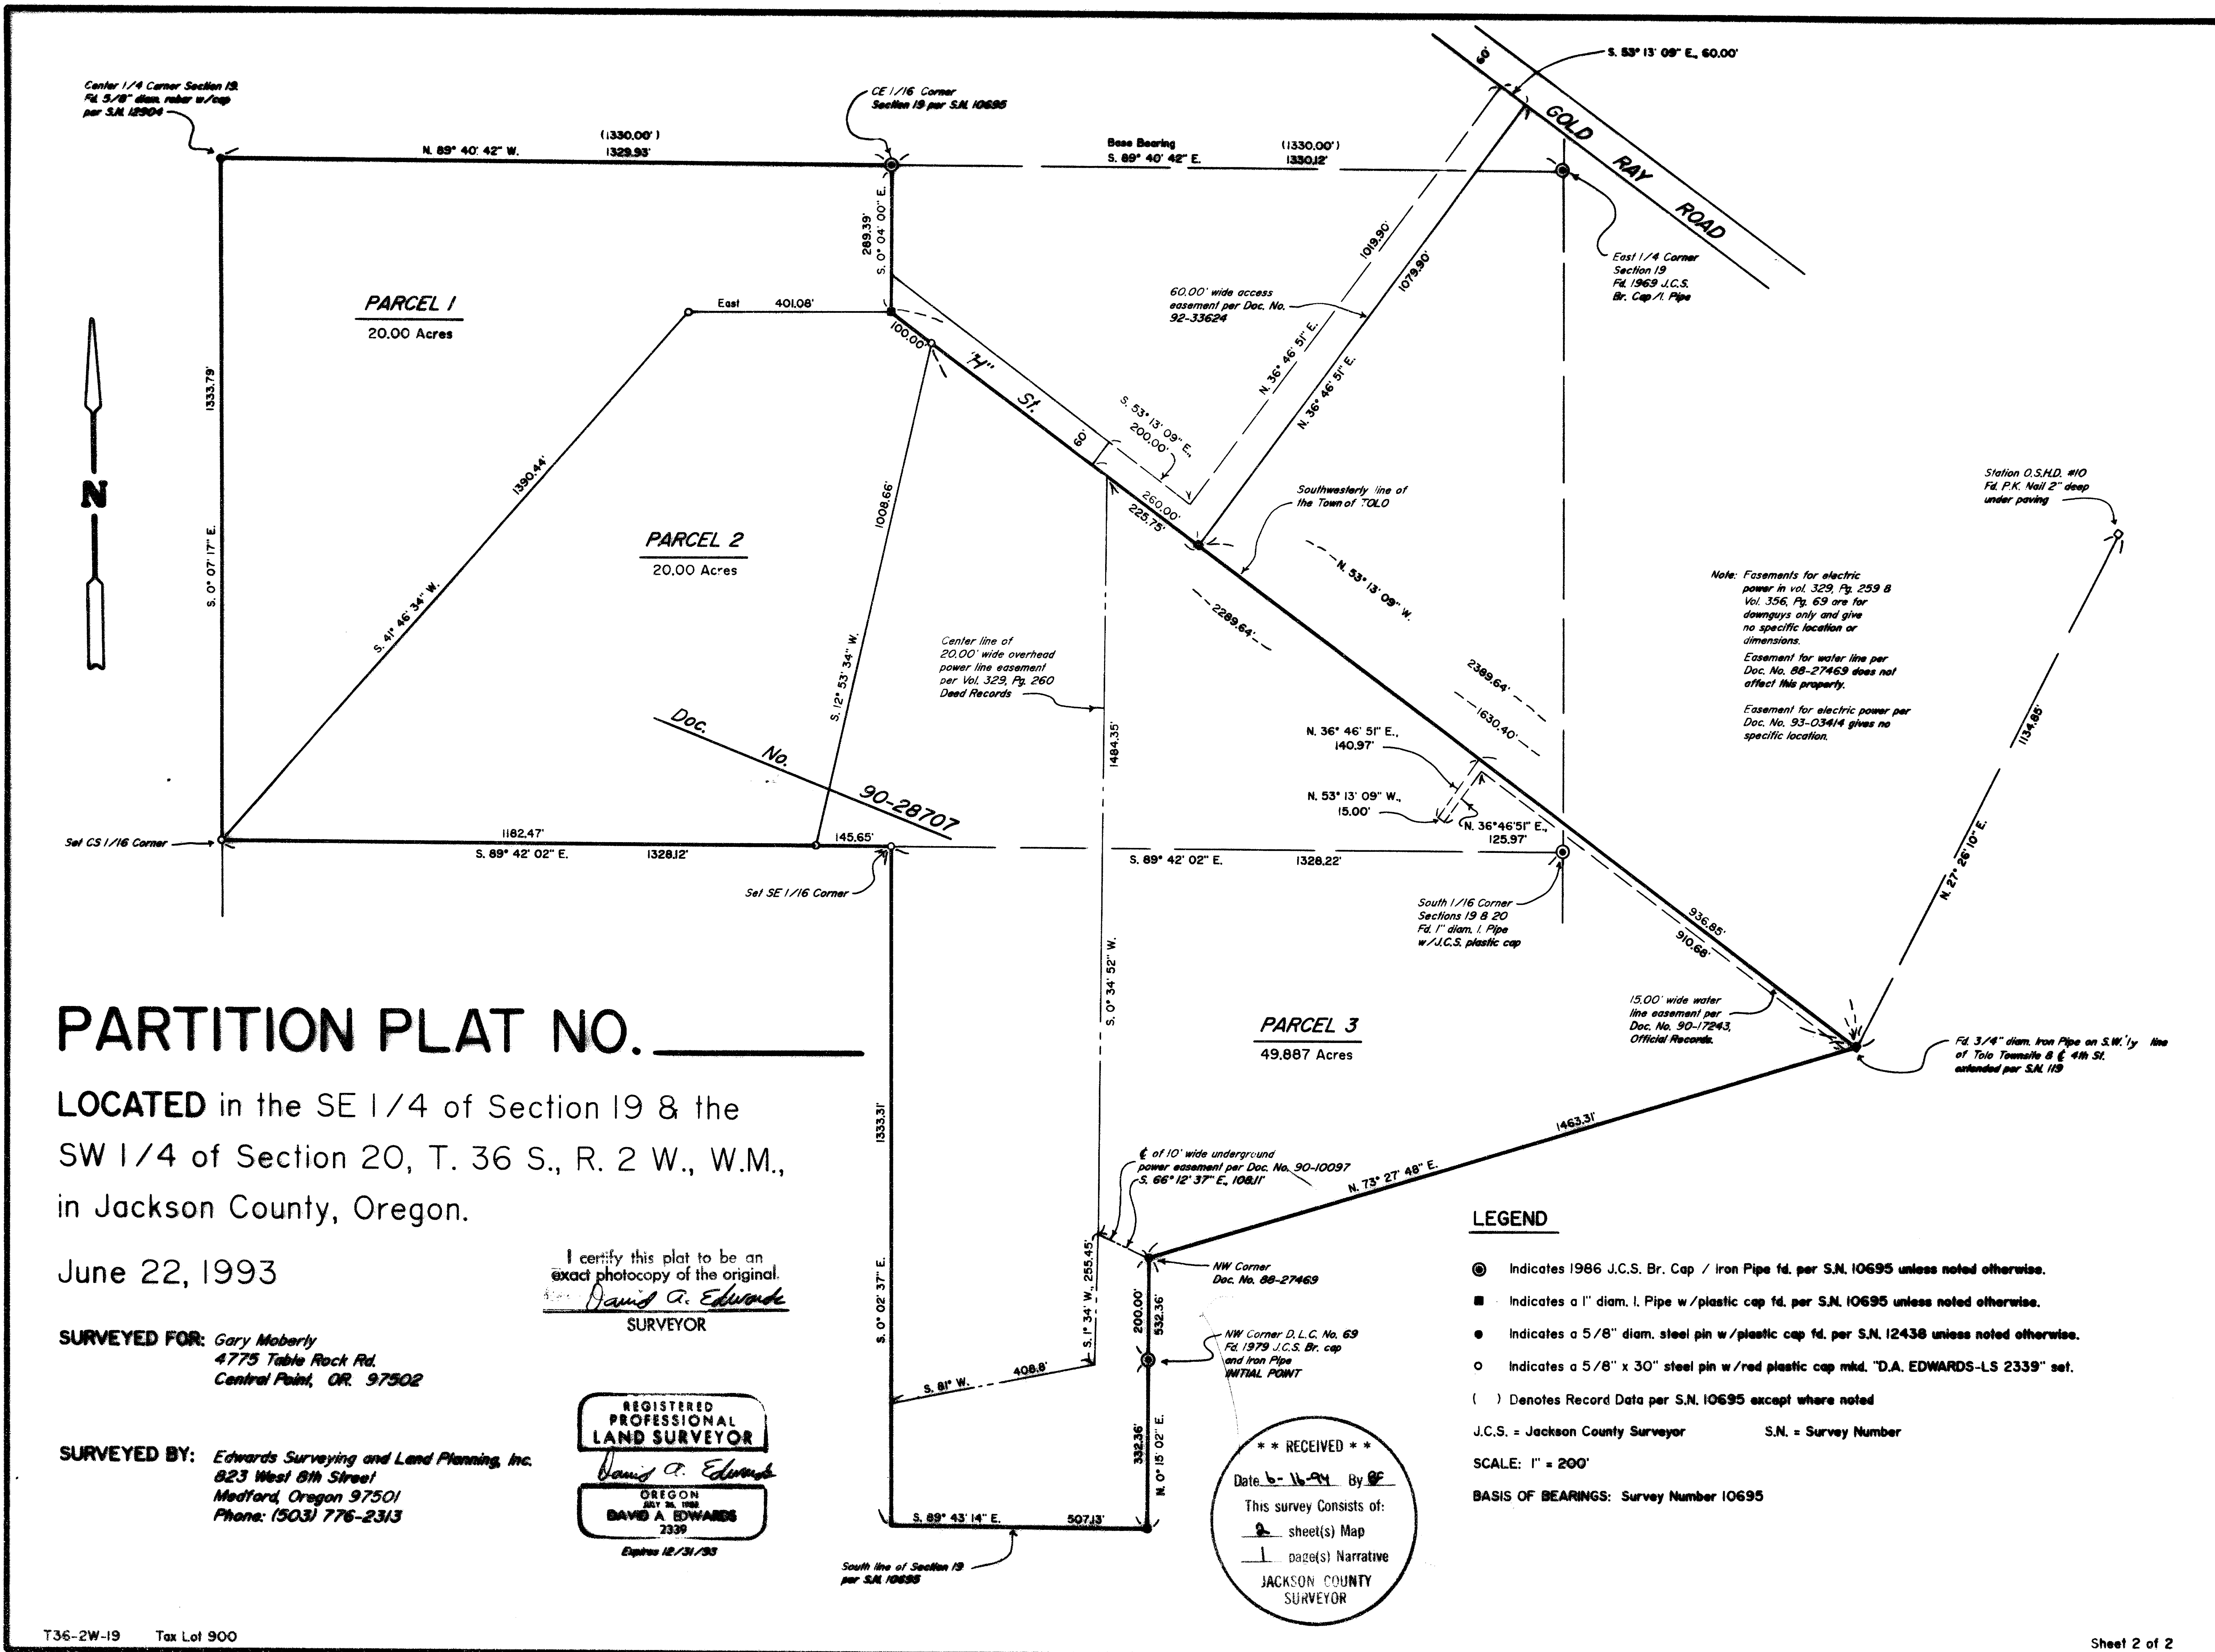 Center 1/4 Corner Section 19.
Fd. 5/8" diam. rebar w/cap
per S.N. 12904
N. 89° 40' 42" W.
(1330.00')
1329.93'
CE 1/16 Corner
Section 19 per S.N. 10695
Base Bearing
S. 89° 40' 42" E.
(1330.00')
1330.12'
60'
S. 53° 13' 09" E., 60.00'
GOLD RAY ROAD
East 1/4 Corner
Section 19
Fd. 1969 J.C.S.
Br. Cap/I. Pipe
289.39'
S. 0° 04' 00" E.
PARCEL 1
20.00 Acres
East 401.08'
100.00'
"H" St.
60'
60.00' wide access
easement per Doc. No.
92-33624
1019.90'
1079.90'
N. 36° 46' 51" E.
N. 36° 46' 51" E.
S. 53° 13' 09" E.,
200.00'
260.00'
225.75'
Southwesterly line of
the Town of TOLO
N
1333.79'
S. 0° 07' 17" E.
1390.44'
S. 41° 46' 34" W.
1008.66'
S. 12° 53' 34" W.
PARCEL 2
20.00 Acres
N. 53° 13' 09" W.
2289.64'
2389.64'
1630.40'
Station O.S.H.D. #10
Fd. P.K. Nail 2" deep
under paving
Note: Easements for electric
power in vol. 329, Pg. 259 &
Vol. 356, Pg. 69 are for
downguys only and give
no specific location or
dimensions.
Easement for water line per
Doc. No. 88-27469 does not
affect this property.
Easement for electric power per
Doc. No. 93-03414 gives no
specific location.
1134.85'
N. 27° 26' 10" E.
Center line of
20.00' wide overhead
power line easement
per Vol. 329, Pg. 260
Deed Records
1484.35'
S. 0° 34' 52" W.
N. 36° 46' 51" E.,
140.97'
N. 53° 13' 09" W.,
15.00'
N. 36°46'51" E.,
125.97'
Doc. No. 90-28707
Set CS 1/16 Corner
1182.47'
145.65'
S. 89° 42' 02" E. 1328.12'
Set SE 1/16 Corner
S. 89° 42' 02" E. 1328.22'
South 1/16 Corner
Sections 19 & 20
Fd. 1" diam. I. Pipe
w/J.C.S. plastic cap
936.85'
910.68'
15.00' wide water
line easement per
Doc. No. 90-17243,
Official Records.
Fd. 3/4" diam. Iron Pipe on S.W.'ly line
of Tolo Townsite & ℄ 4th St.
extended per S.N. 119
PARCEL 3
49.887 Acres
PARTITION PLAT NO.
LOCATED in the SE 1/4 of Section 19 & the
SW 1/4 of Section 20, T. 36 S., R. 2 W., W.M.,
in Jackson County, Oregon.
June 22, 1993
I certify this plat to be an
exact photocopy of the original.
David A. Edwards
SURVEYOR
SURVEYED FOR: Gary Moberly
4775 Table Rock Rd.
Central Point, OR. 97502
SURVEYED BY: Edwards Surveying and Land Planning, Inc.
823 West 8th Street
Medford, Oregon 97501
Phone: (503) 776-2313
REGISTERED
PROFESSIONAL
LAND SURVEYOR
David A. Edwards
OREGON
DAVID A EDWARDS
2339
Expires 12/31/93
1333.31'
S. 0° 02' 37" E.
1463.31'
N. 73° 27' 48" E.
℄ of 10' wide underground
power easement per Doc. No. 90-10097
S. 66° 12' 37" E., 108.11'
S. 1° 34' W., 255.45'
S. 81° W. 408.8'
NW Corner
Doc. No. 88-27469
200.00'
532.36'
NW Corner D.L.C. No. 69
Fd. 1979 J.C.S. Br. cap
and Iron Pipe
INITIAL POINT
332.36'
N. 0° 15' 02" E.
S. 89° 43' 14" E. 507.13'
South line of Section 19
per S.N. 10695
* * RECEIVED * *
Date 6-16-94 By
This survey Consists of:
2 sheet(s) Map
1 page(s) Narrative
JACKSON COUNTY
SURVEYOR
LEGEND
Indicates 1986 J.C.S. Br. Cap / Iron Pipe fd. per S.N. 10695 unless noted otherwise.
Indicates a 1" diam. I. Pipe w/plastic cap fd. per S.N. 10695 unless noted otherwise.
Indicates a 5/8" diam. steel pin w/plastic cap fd. per S.N. 12438 unless noted otherwise.
Indicates a 5/8" x 30" steel pin w/red plastic cap mkd. "D.A. EDWARDS-LS 2339" set.
( ) Denotes Record Data per S.N. 10695 except where noted
J.C.S. = Jackson County Surveyor S.N. = Survey Number
SCALE: 1" = 200'
BASIS OF BEARINGS: Survey Number 10695
T36-2W-19 Tax Lot 900
Sheet 2 of 2